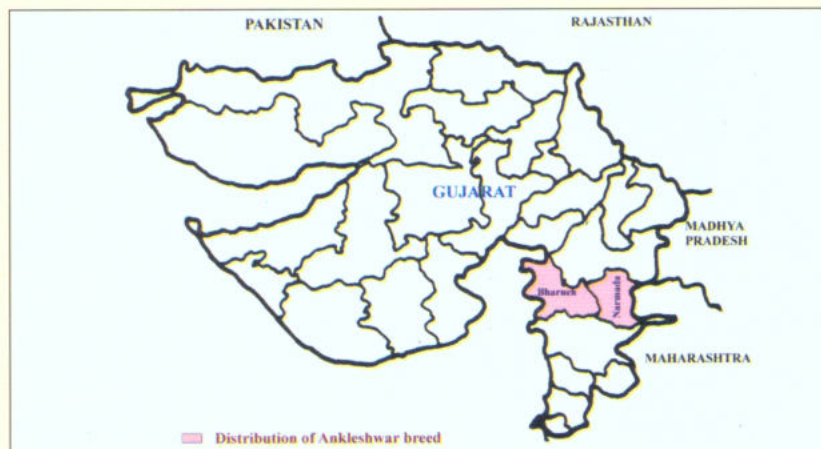 PAKISTAN
RAJASTHAN
GUJARAT
MADHYA
PRADESH
Bharuch
Narmada
MAHARASHTRA
Distribution of Ankleshwar breed